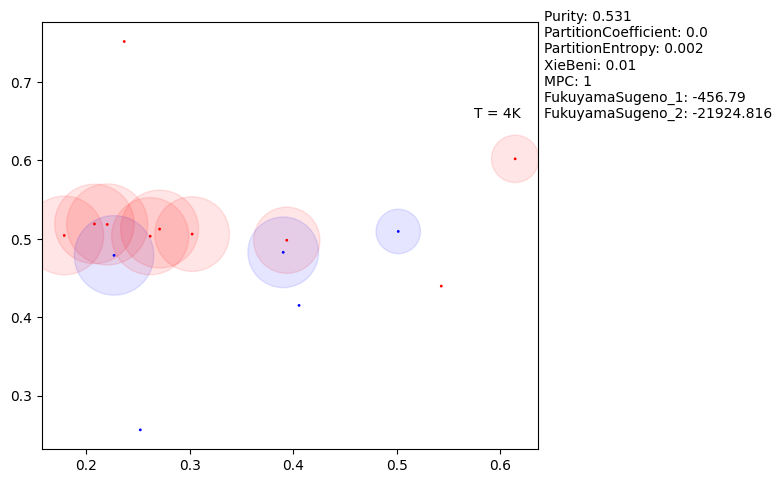 Purity: 0.531
PartitionCoefficient: 0.0
PartitionEntropy: 0.002
XieBeni: 0.01
MPC: 1
FukuyamaSugeno_1: -456.79
FukuyamaSugeno_2: -21924.816
T = 4K
0.7
0.6
0.5
0.4
0.3
0.2 0.3 0.4 0.5 0.6